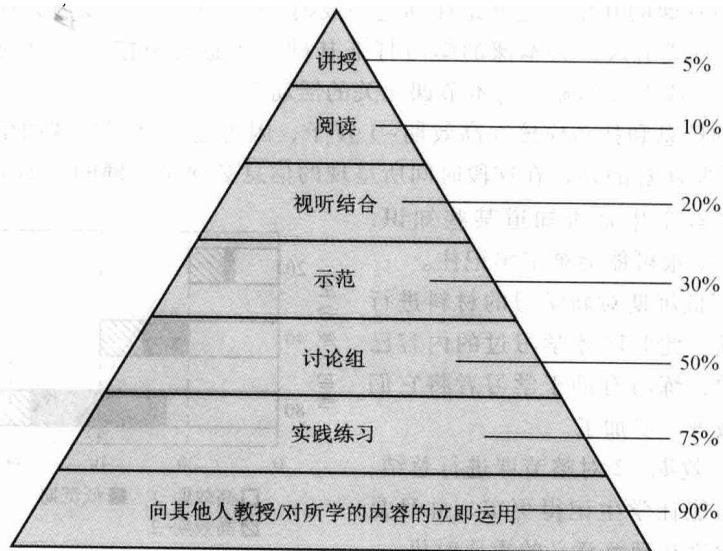 讲授 5%
阅读 10%
视听结合 20%
示范 30%
讨论组 50%
实践练习 75%
向其他人教授/对所学的内容的立即运用 90%